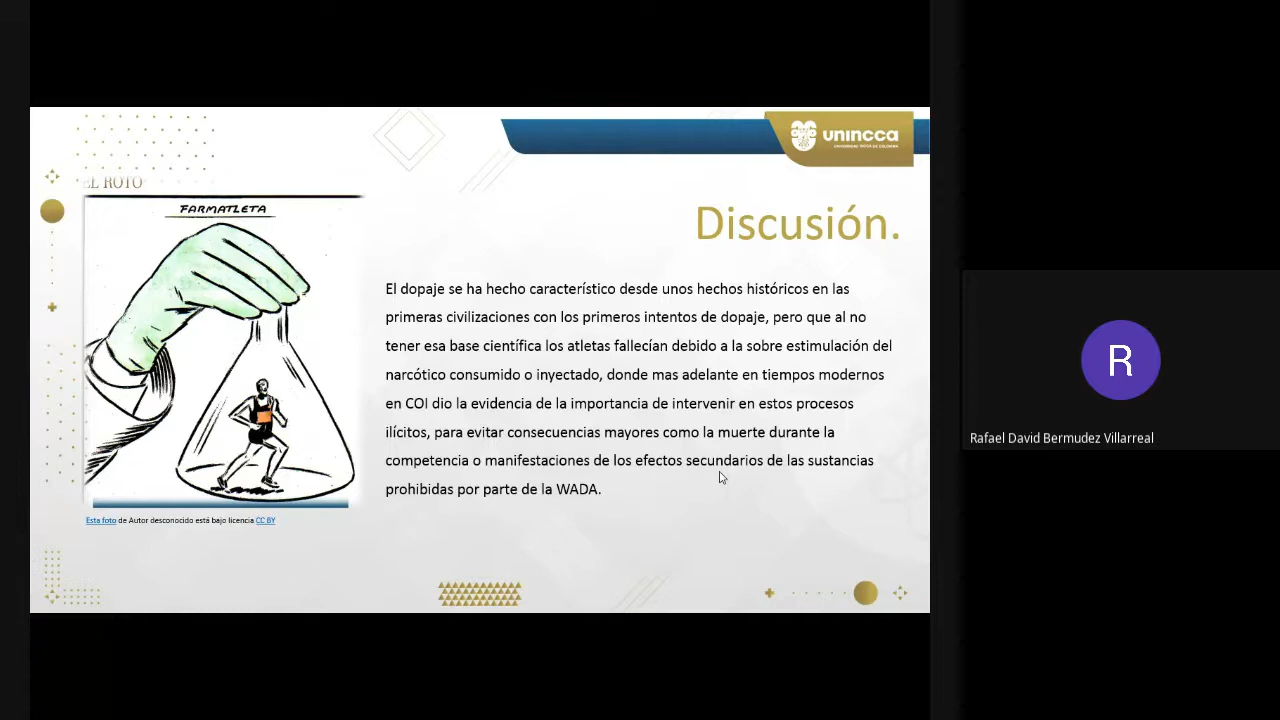 unincca
UNIVERSIDAD INCCA DE COLOMBIA
EL ROTO
FARMATLETA
Discusión.
El dopaje se ha hecho característico desde unos hechos históricos en las
primeras civilizaciones con los primeros intentos de dopaje, pero que al no
tener esa base científica los atletas fallecían debido a la sobre estimulación del
narcótico consumido o inyectado, donde mas adelante en tiempos modernos
en COI dio la evidencia de la importancia de intervenir en estos procesos
ilícitos, para evitar consecuencias mayores como la muerte durante la
competencia o manifestaciones de los efectos secundarios de las sustancias
prohibidas por parte de la WADA.
Esta foto de Autor desconocido está bajo licencia CC BY
R
Rafael David Bermudez Villarreal